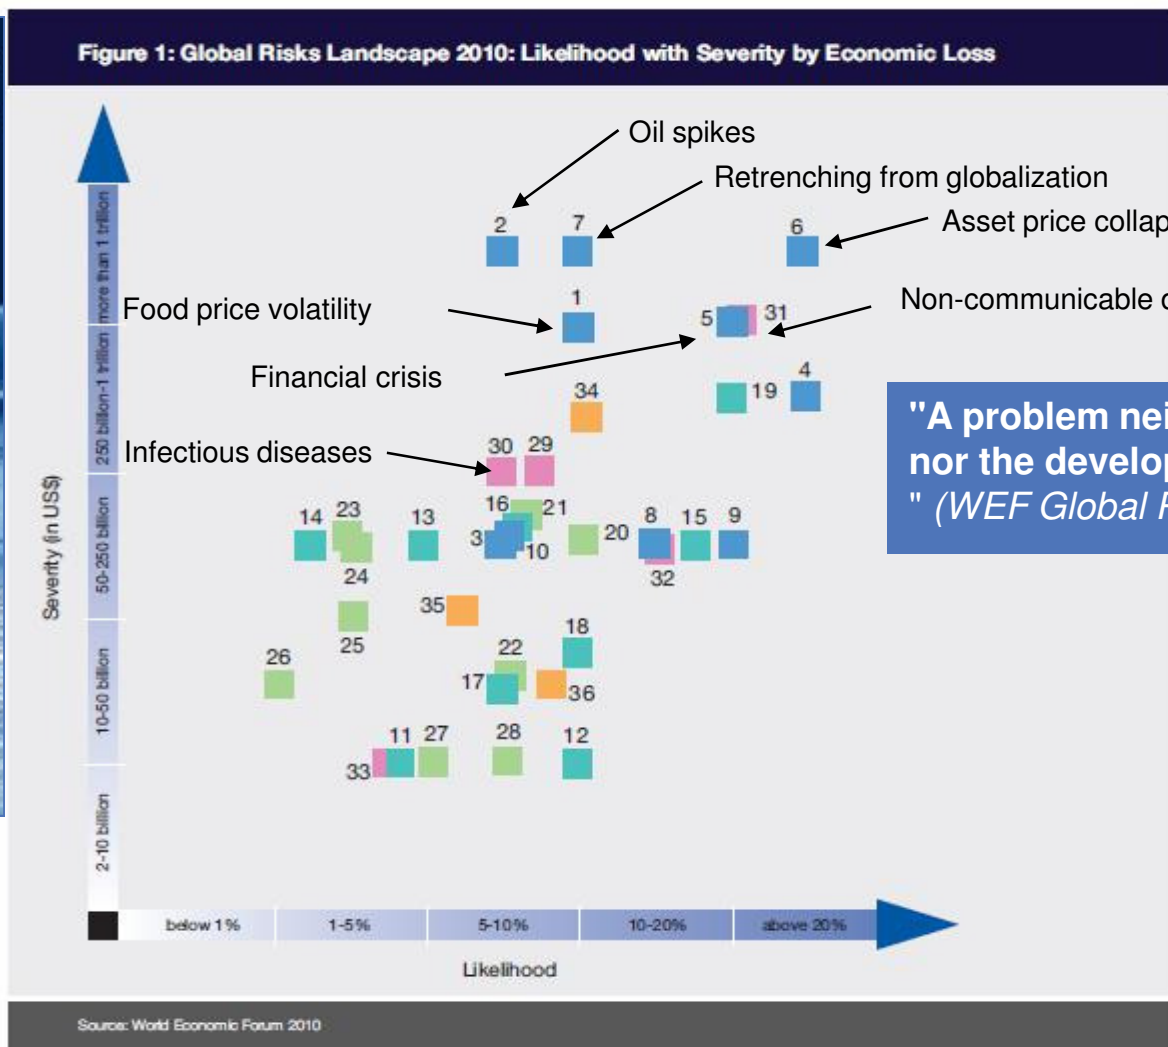 Figure 1: Global Risks Landscape 2010: Likelihood with Severity by Economic Loss
Oil spikes
Retrenching from globalization
Asset price collap
Non-communicable
Food price volatility
Financial crisis
Infectious diseases
2
7
6
1
5
31
4
19
34
30
29
"A problem nei
nor the develop
" (WEF Global
14
23
13
16
21
3
10
20
8
15
9
24
32
35
25
18
26
22
17
36
11
27
28
12
33
Severity (in US$)
more than 1 trillion
250 billion-1 trillion
50-250 billion
10-50 billion
2-10 billion
below 1%
1-5%
5-10%
10-20%
above 20%
Likelihood
Source: World Economic Forum 2010